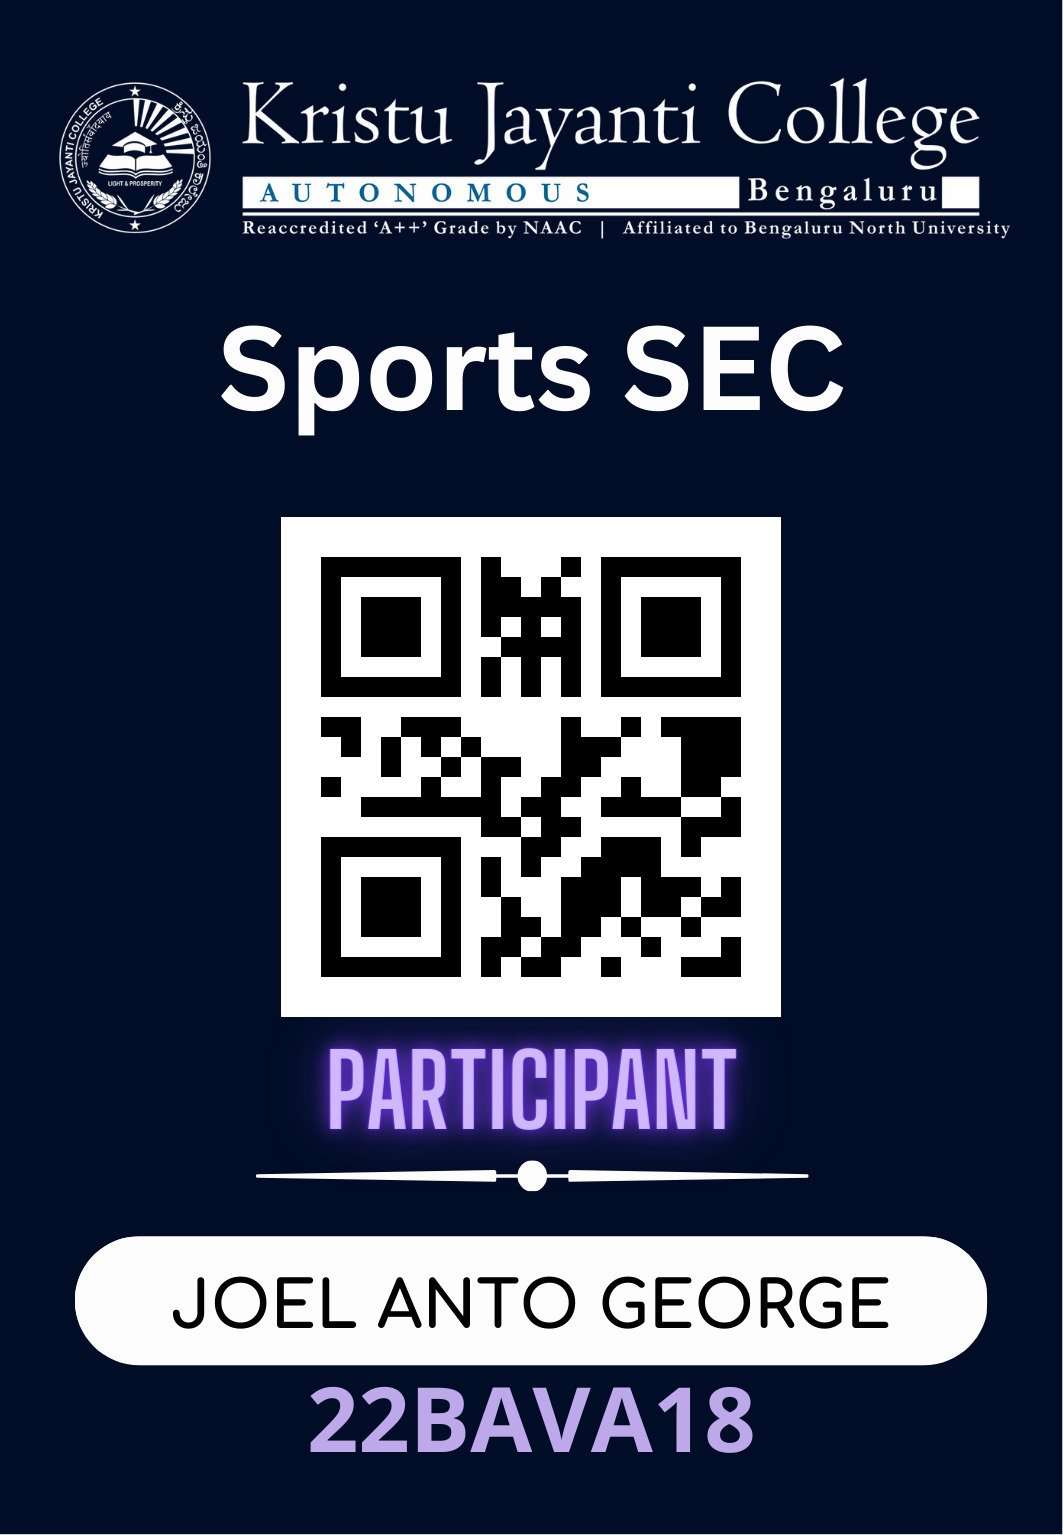 KRISTU JAYANTI COLLEGE
ज्योतिसंवादयाय
LIGHT & PROSPERITY
Kristu Jayanti College
AUTONOMOUS Bengaluru
Reaccredited ‘A++’ Grade by NAAC | Affiliated to Bengaluru North University
Sports SEC
PARTICIPANT
JOEL ANTO GEORGE
22BAVA18